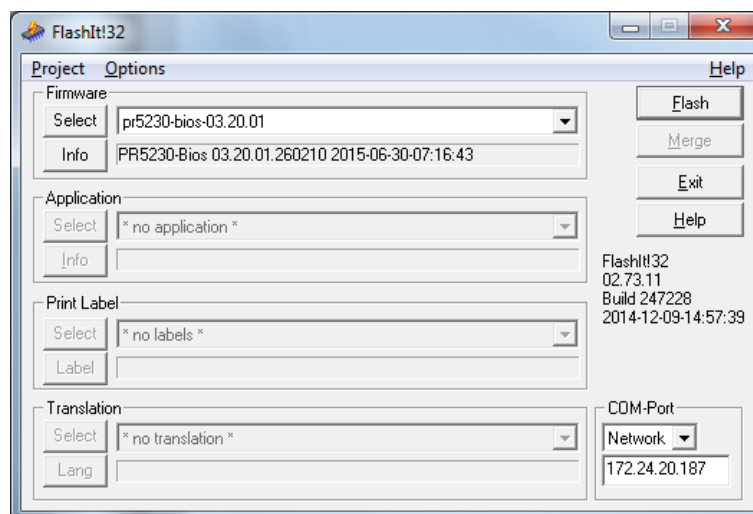 FlashIt!32
Project Options Help
Firmware
Select pr5230-bios-03.20.01
Info PR5230-Bios 03.20.01.260210 2015-06-30-07:16:43
Flash
Merge
Exit
Help
Application
Select * no application *
Info
FlashIt!32
02.73.11
Build 247228
2014-12-09-14:57:39
Print Label
Select * no labels *
Label
Translation
Select * no translation *
Lang
COM-Port
Network
172.24.20.187